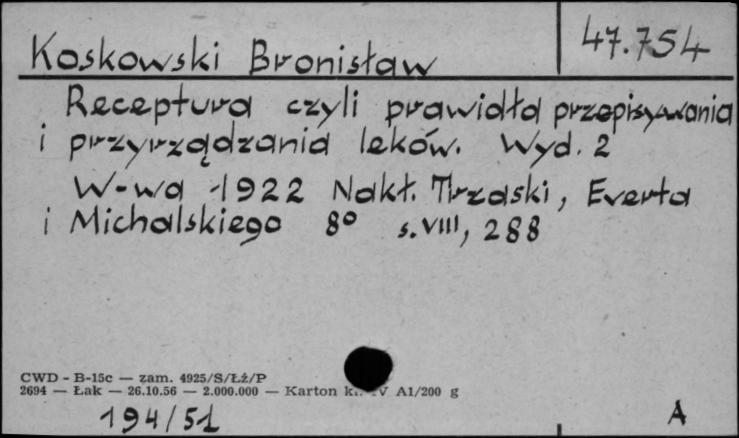 Koskowski Bronisław
47.754
Receptura czyli prawidła przepisywania
i przyrządzania leków. Wyd. 2
W-wa 1922 Nakł. Trzaski, Everta
i Michalskiego 8° s. VIII, 288
CWD - B-15c — zam. 4925/S/Łż/P
2694 — Łak — 26.10.56 — 2.000.000 — Karton kl. IV A1/200 g
194/51
A